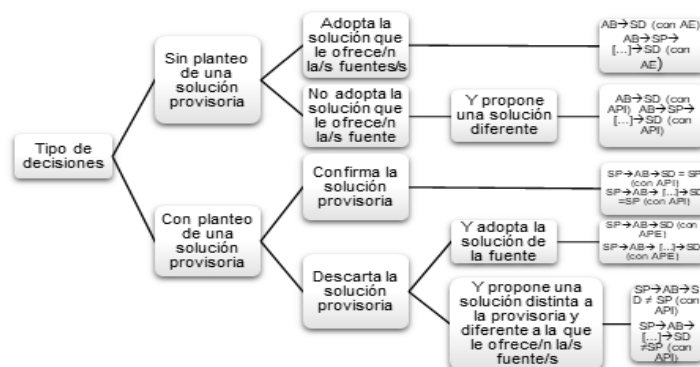 Tipo de
decisiones
Sin planteo
de una
solución
provisoria
Adopta la
solución que
le ofrece/n
la/s fuentes/s
AB→SD (con AE)
AB→SP→
[...]→SD (con
AE)
No adopta la
solución que
le ofrece/n
la/s fuente
Y propone
una solución
diferente
AB→SD (con
API) AB→SP→
[...]→SD (con
API)
Con planteo
de una
solución
provisoria
Confirma la
solución
provisoria
SP→AB→SD = SP
(con API)
SP→AB→ [...]→SD
=SP (con API)
Descarta la
solución
provisoria
Y adopta la
solución de
la fuente
SP→AB→SD (con
APIE)
SP→AB→ [...]→SD
(con APIE)
Y propone una
solución distinta a
la provisoria y
diferente a la que
le ofrece/n la/s
fuente/s
SP→AB→S
D ≠ SP (con
API)
SP→AB→
[...]→SD
≠SP (con
API)